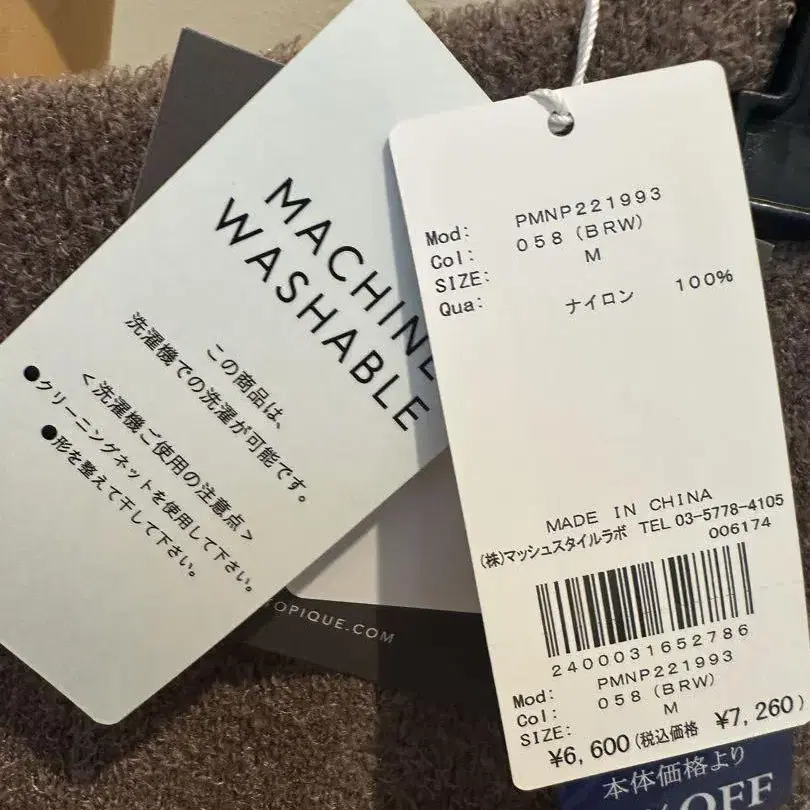 MACHINE
WASHABLE
この商品は、
洗濯機での洗濯が可能です。
<洗濯機ご使用の注意点>
●クリーニングネットを使用して下さい。
●形を整えて干して下さい。
OPIQUE.COM
Mod: PMNP221993
Col: 058(BRW)
SIZE: M
Qua: ナイロン 100%
MADE IN CHINA
(株)マッシュスタイルラボ TEL 03-5778-4105
006174
2400031652786
Mod: PMNP221993
Col: 058(BRW)
SIZE: M
¥6,600(税込価格 ¥7,260)
本体価格より
%OFF